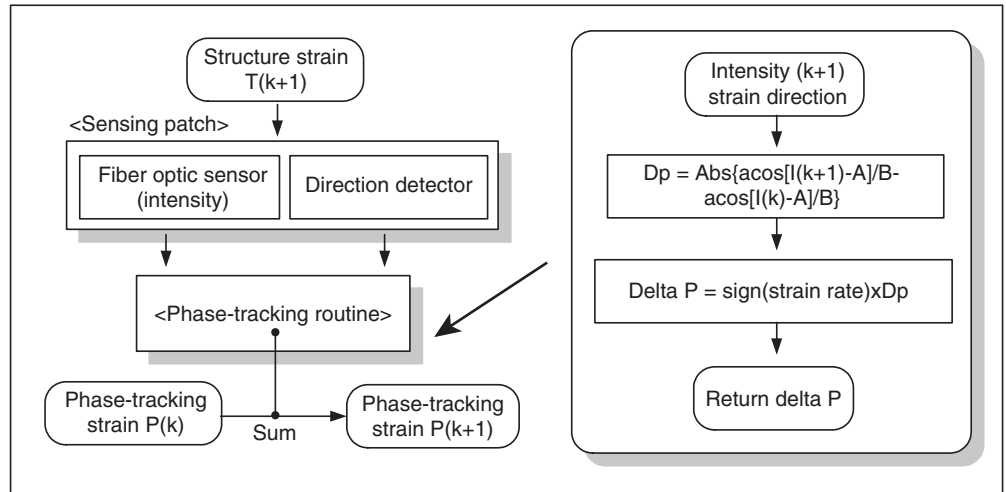 Structure strain
T(k+1)
<Sensing patch>
Fiber optic sensor
(intensity)
Direction detector
<Phase-tracking routine>
Phase-tracking
strain P(k)
Sum
Phase-tracking
strain P(k+1)
Intensity (k+1)
strain direction
Dp = Abs{acos[I(k+1)-A]/B-
acos[I(k)-A]/B}
Delta P = sign(strain rate)xDp
Return delta P